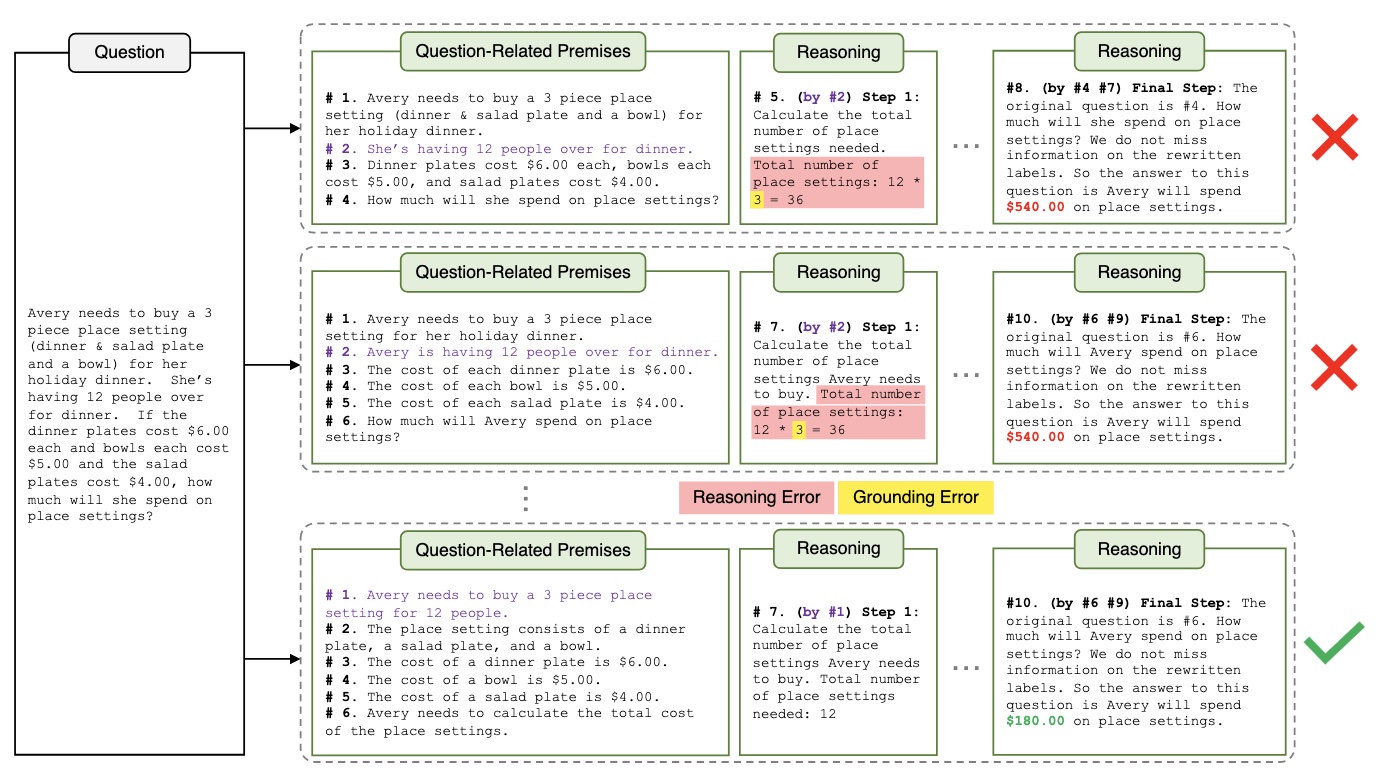 Question
Avery needs to buy a 3
piece place setting
(dinner & salad plate
and a bowl) for her
holiday dinner. She's
having 12 people over
for dinner. If the
dinner plates cost $6.00
each and bowls each cost
$5.00 and the salad
plates cost $4.00, how
much will she spend on
place settings?
Question-Related Premises
# 1. Avery needs to buy a 3 piece place
setting (dinner & salad plate and a bowl) for
her holiday dinner.
# 2. She's having 12 people over for dinner.
# 3. Dinner plates cost $6.00 each, bowls each
cost $5.00, and salad plates cost $4.00.
# 4. How much will she spend on place settings?
Reasoning
# 5. (by #2) Step 1:
Calculate the total
number of place
settings needed.
Total number of
place settings: 12 *
3 = 36
...
Reasoning
#8. (by #4 #7) Final Step: The
original question is #4. How
much will she spend on place
settings? We do not miss
information on the rewritten
labels. So the answer to this
question is Avery will spend
$540.00 on place settings.
Question-Related Premises
# 1. Avery needs to buy a 3 piece place
setting for her holiday dinner.
# 2. Avery is having 12 people over for dinner.
# 3. The cost of each dinner plate is $6.00.
# 4. The cost of each bowl is $5.00.
# 5. The cost of each salad plate is $4.00.
# 6. How much will Avery spend on place
settings?
Reasoning
# 7. (by #2) Step 1:
Calculate the total
number of place
settings Avery needs
to buy. Total number
of place settings:
12 * 3 = 36
...
Reasoning
#10. (by #6 #9) Final Step: The
original question is #6. How
much will Avery spend on place
settings? We do not miss
information on the rewritten
labels. So the answer to this
question is Avery will spend
$540.00 on place settings.
Reasoning Error
Grounding Error
Question-Related Premises
# 1. Avery needs to buy a 3 piece place
setting for 12 people.
# 2. The place setting consists of a dinner
plate, a salad plate, and a bowl.
# 3. The cost of a dinner plate is $6.00.
# 4. The cost of a bowl is $5.00.
# 5. The cost of a salad plate is $4.00.
# 6. Avery needs to calculate the total cost
of the place settings.
Reasoning
# 7. (by #1) Step 1:
Calculate the total
number of place
settings Avery needs
to buy. Total number
of place settings
needed: 12
...
Reasoning
#10. (by #6 #9) Final Step: The
original question is #6. How
much will Avery spend on place
settings? We do not miss
information on the rewritten
labels. So the answer to this
question is Avery will spend
$180.00 on place settings.